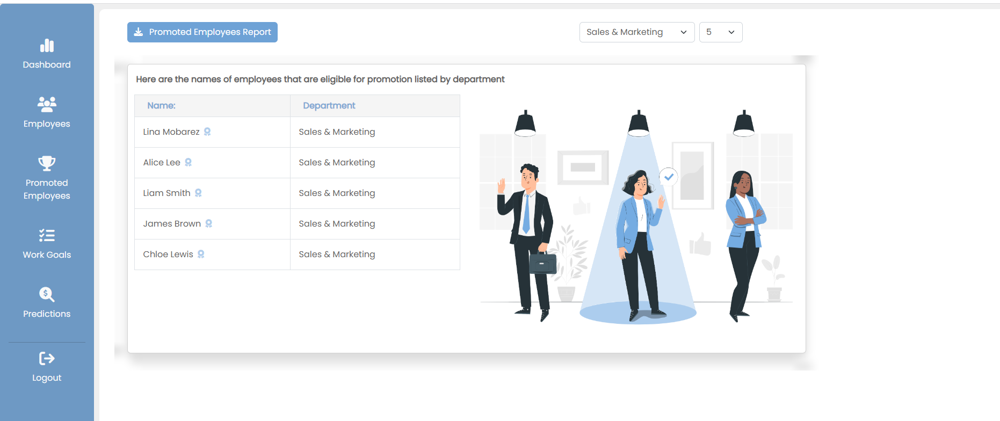 Dashboard
Employees
Promoted
Employees
Work Goals
Predictions
Logout
Promoted Employees Report
Sales & Marketing
5
Here are the names of employees that are eligible for promotion listed by department
Name: Department
Lina Mobarez Sales & Marketing
Alice Lee Sales & Marketing
Liam Smith Sales & Marketing
James Brown Sales & Marketing
Chloe Lewis Sales & Marketing
$